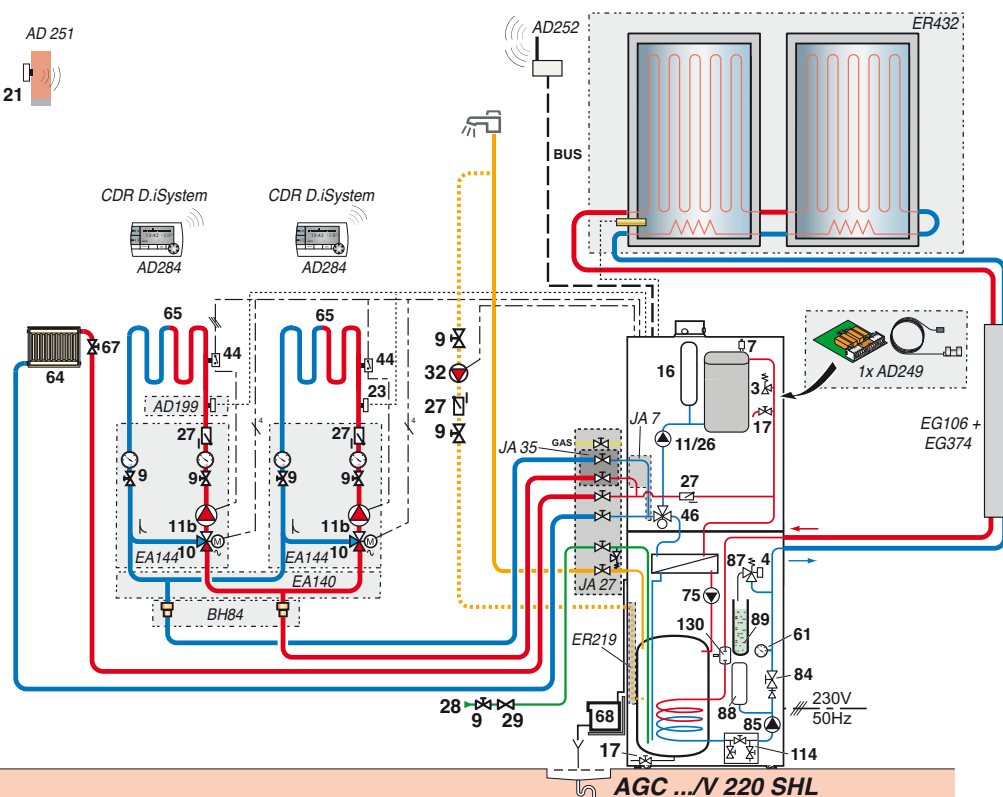 AD 251
21
AD252
ER432
BUS
CDR D.iSystem
AD284
CDR D.iSystem
AD284
65
65
44
44
64
67
9
32
27
9
23
AD199
27
27
9
9
9
9
11b
11b
10
10
EA144
EA144
EA140
BH84
GAS
JA 35
JA 7
JA 27
16
7
3
17
11/26
27
46
1x AD249
EG106 +
EG374
87
4
75
89
130
61
ER219
84
88
85
230V
50Hz
114
28
9
29
68
17
M
M
AGC .../V 220 SHL